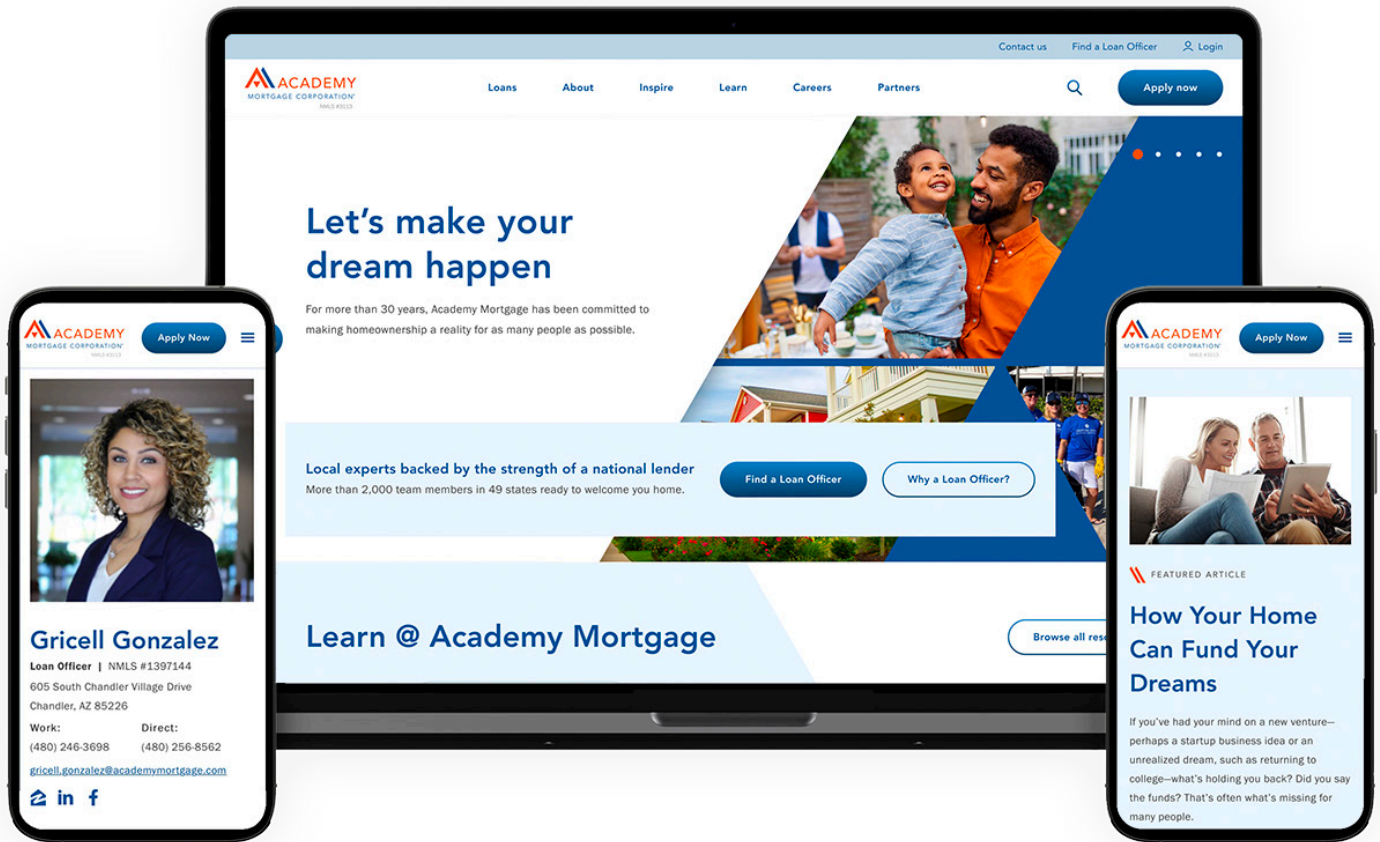 Contact us
Find a Loan Officer
Login
ACADEMY
MORTGAGE CORPORATION
NMLS #3113
Loans
About
Inspire
Learn
Careers
Partners
Apply now
Let's make your
dream happen
For more than 30 years, Academy Mortgage has been committed to
making homeownership a reality for as many people as possible.
Local experts backed by the strength of a national lender
More than 2,000 team members in 49 states ready to welcome you home.
Find a Loan Officer
Why a Loan Officer?
Learn @ Academy Mortgage
Browse all
ACADEMY
MORTGAGE CORPORATION
NMLS #3113
Apply Now
Gricell Gonzalez
Loan Officer | NMLS #1397144
605 South Chandler Village Drive
Chandler, AZ 85226
Work:
Direct:
(480) 246-3698
(480) 256-8562
gricell.gonzalez@academymortgage.com
in
f
ACADEMY
MORTGAGE CORPORATION
NMLS #3113
Apply Now
FEATURED ARTICLE
How Your Home
Can Fund Your
Dreams
If you've had your mind on a new venture—
perhaps a startup business idea or an
unrealized dream, such as returning to
college—what's holding you back? Did you say
the funds? That's often what's missing for
many people.